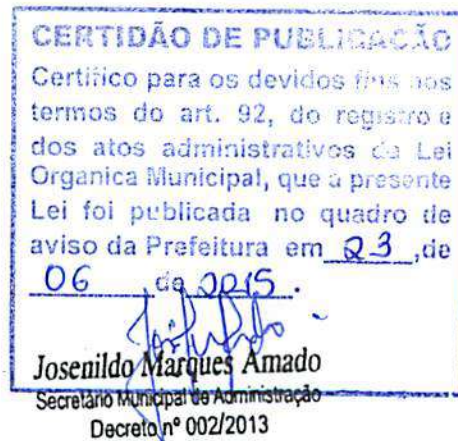 CERTIDÃO DE PUBLICAÇÃO
Certifico para os devidos fins nos
termos do art. 92, do registro e
dos atos administrativos da Lei
Organica Municipal, que a presente
Lei foi publicada no quadro de
aviso da Prefeitura em 23, de
06 de 2015.
Josenildo Marques Amado
Secretário Municipal de Administração
Decreto nº 002/2013